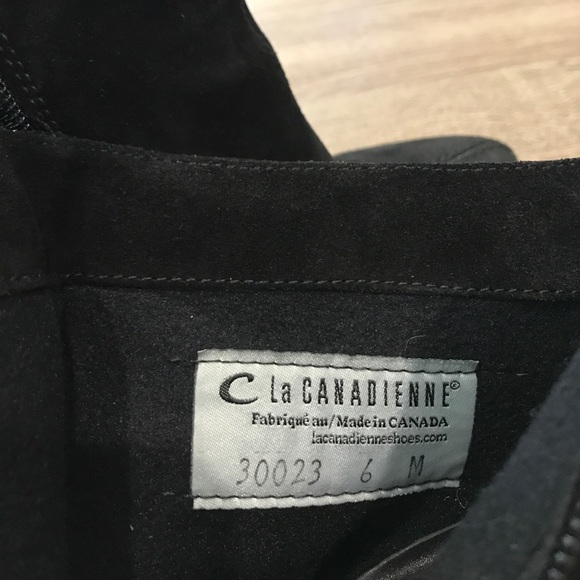 C La CANADIENNE®
Fabriqué au/Made in CANADA
lacanadienneshoes.com
30023 6 M